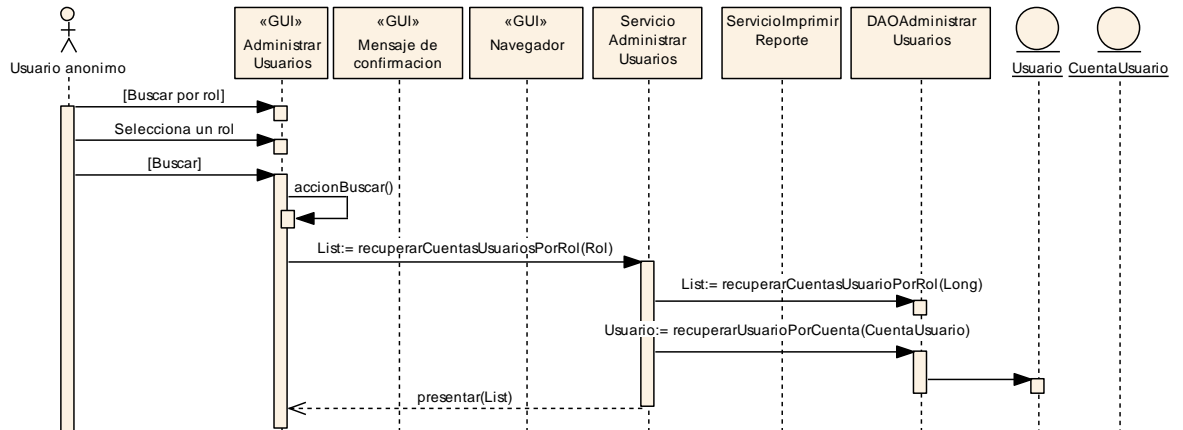 «GUI»
Administrar
Usuarios
«GUI»
Mensaje de
confirmacion
«GUI»
Navegador
Servicio
Administrar
Usuarios
ServicioImprimir
Reporte
DAOAdministrar
Usuarios
Usuario anonimo
Usuario
CuentaUsuario
[Buscar por rol]
Selecciona un rol
[Buscar]
accionBuscar()
List:= recuperarCuentasUsuariosPorRol(Rol)
List:= recuperarCuentasUsuarioPorRol(Long)
Usuario:= recuperarUsuarioPorCuenta(CuentaUsuario)
presentar(List)